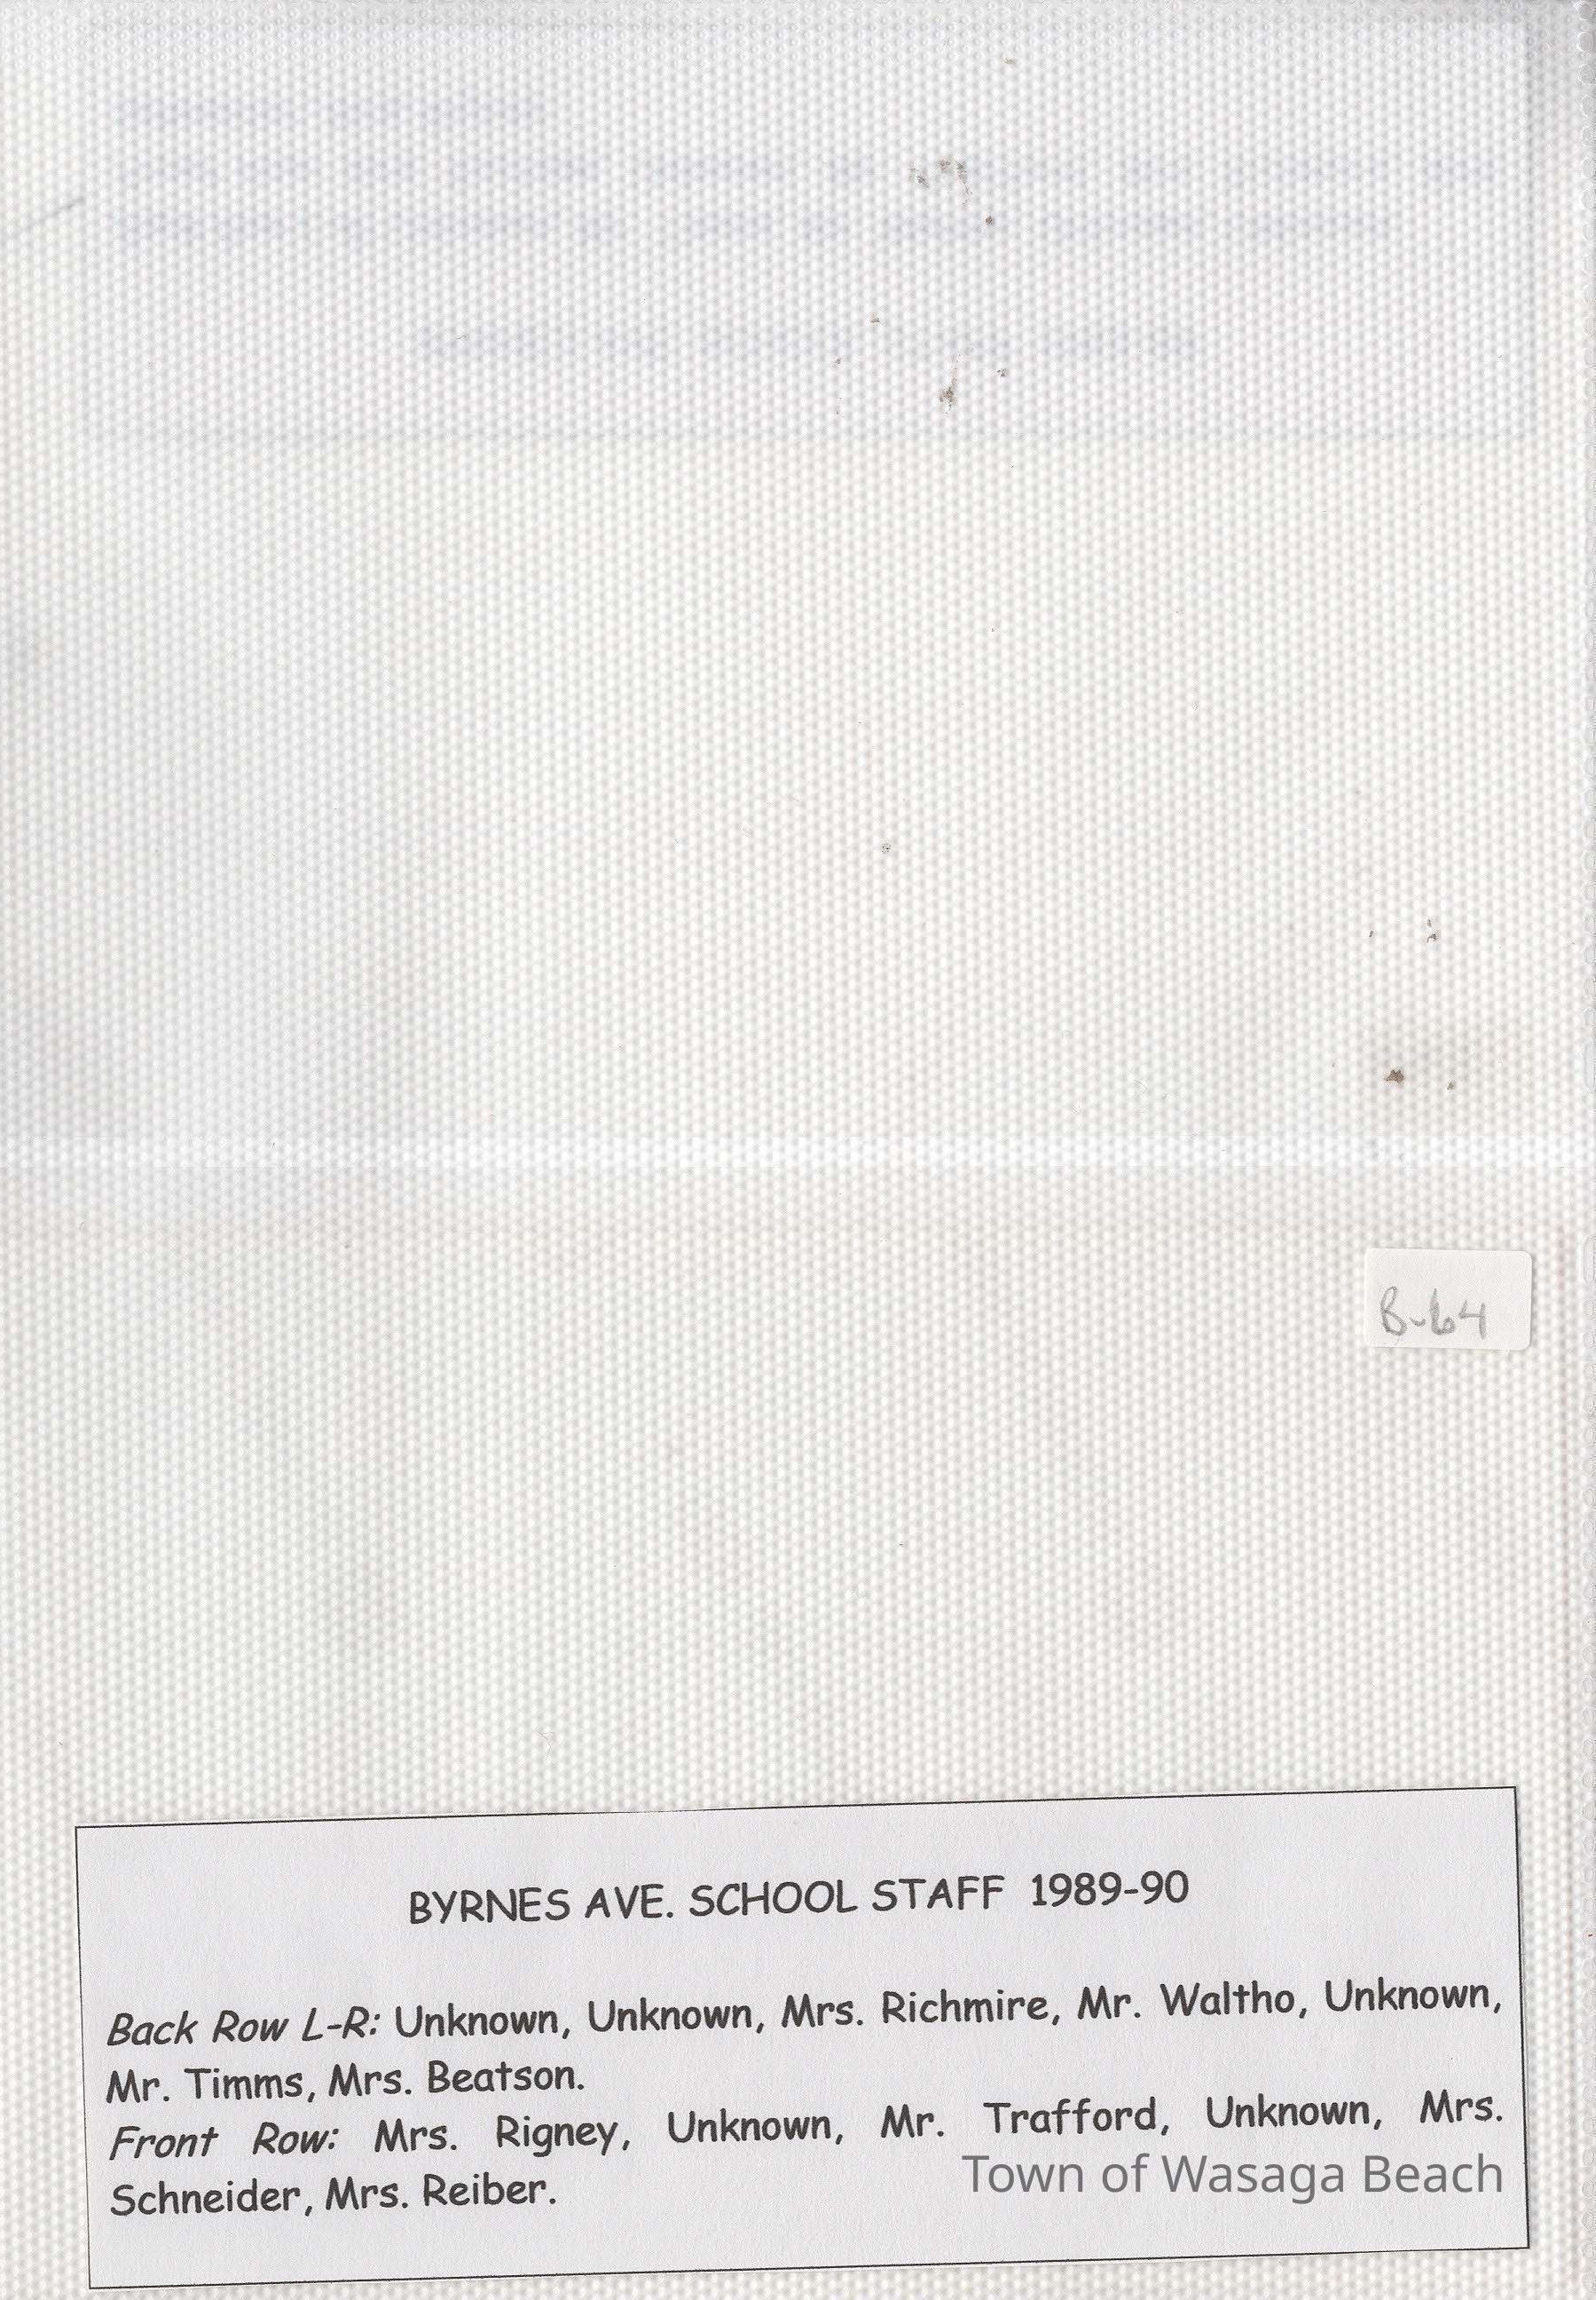 B-64
BYRNES AVE. SCHOOL STAFF 1989-90
Back Row L-R: Unknown, Unknown, Mrs. Richmire, Mr. Waltho, Unknown,
Mr. Timms, Mrs. Beatson.
Front Row: Mrs. Rigney, Unknown, Mr. Trafford, Unknown, Mrs.
Schneider, Mrs. Reiber.
Town of Wasaga Beach